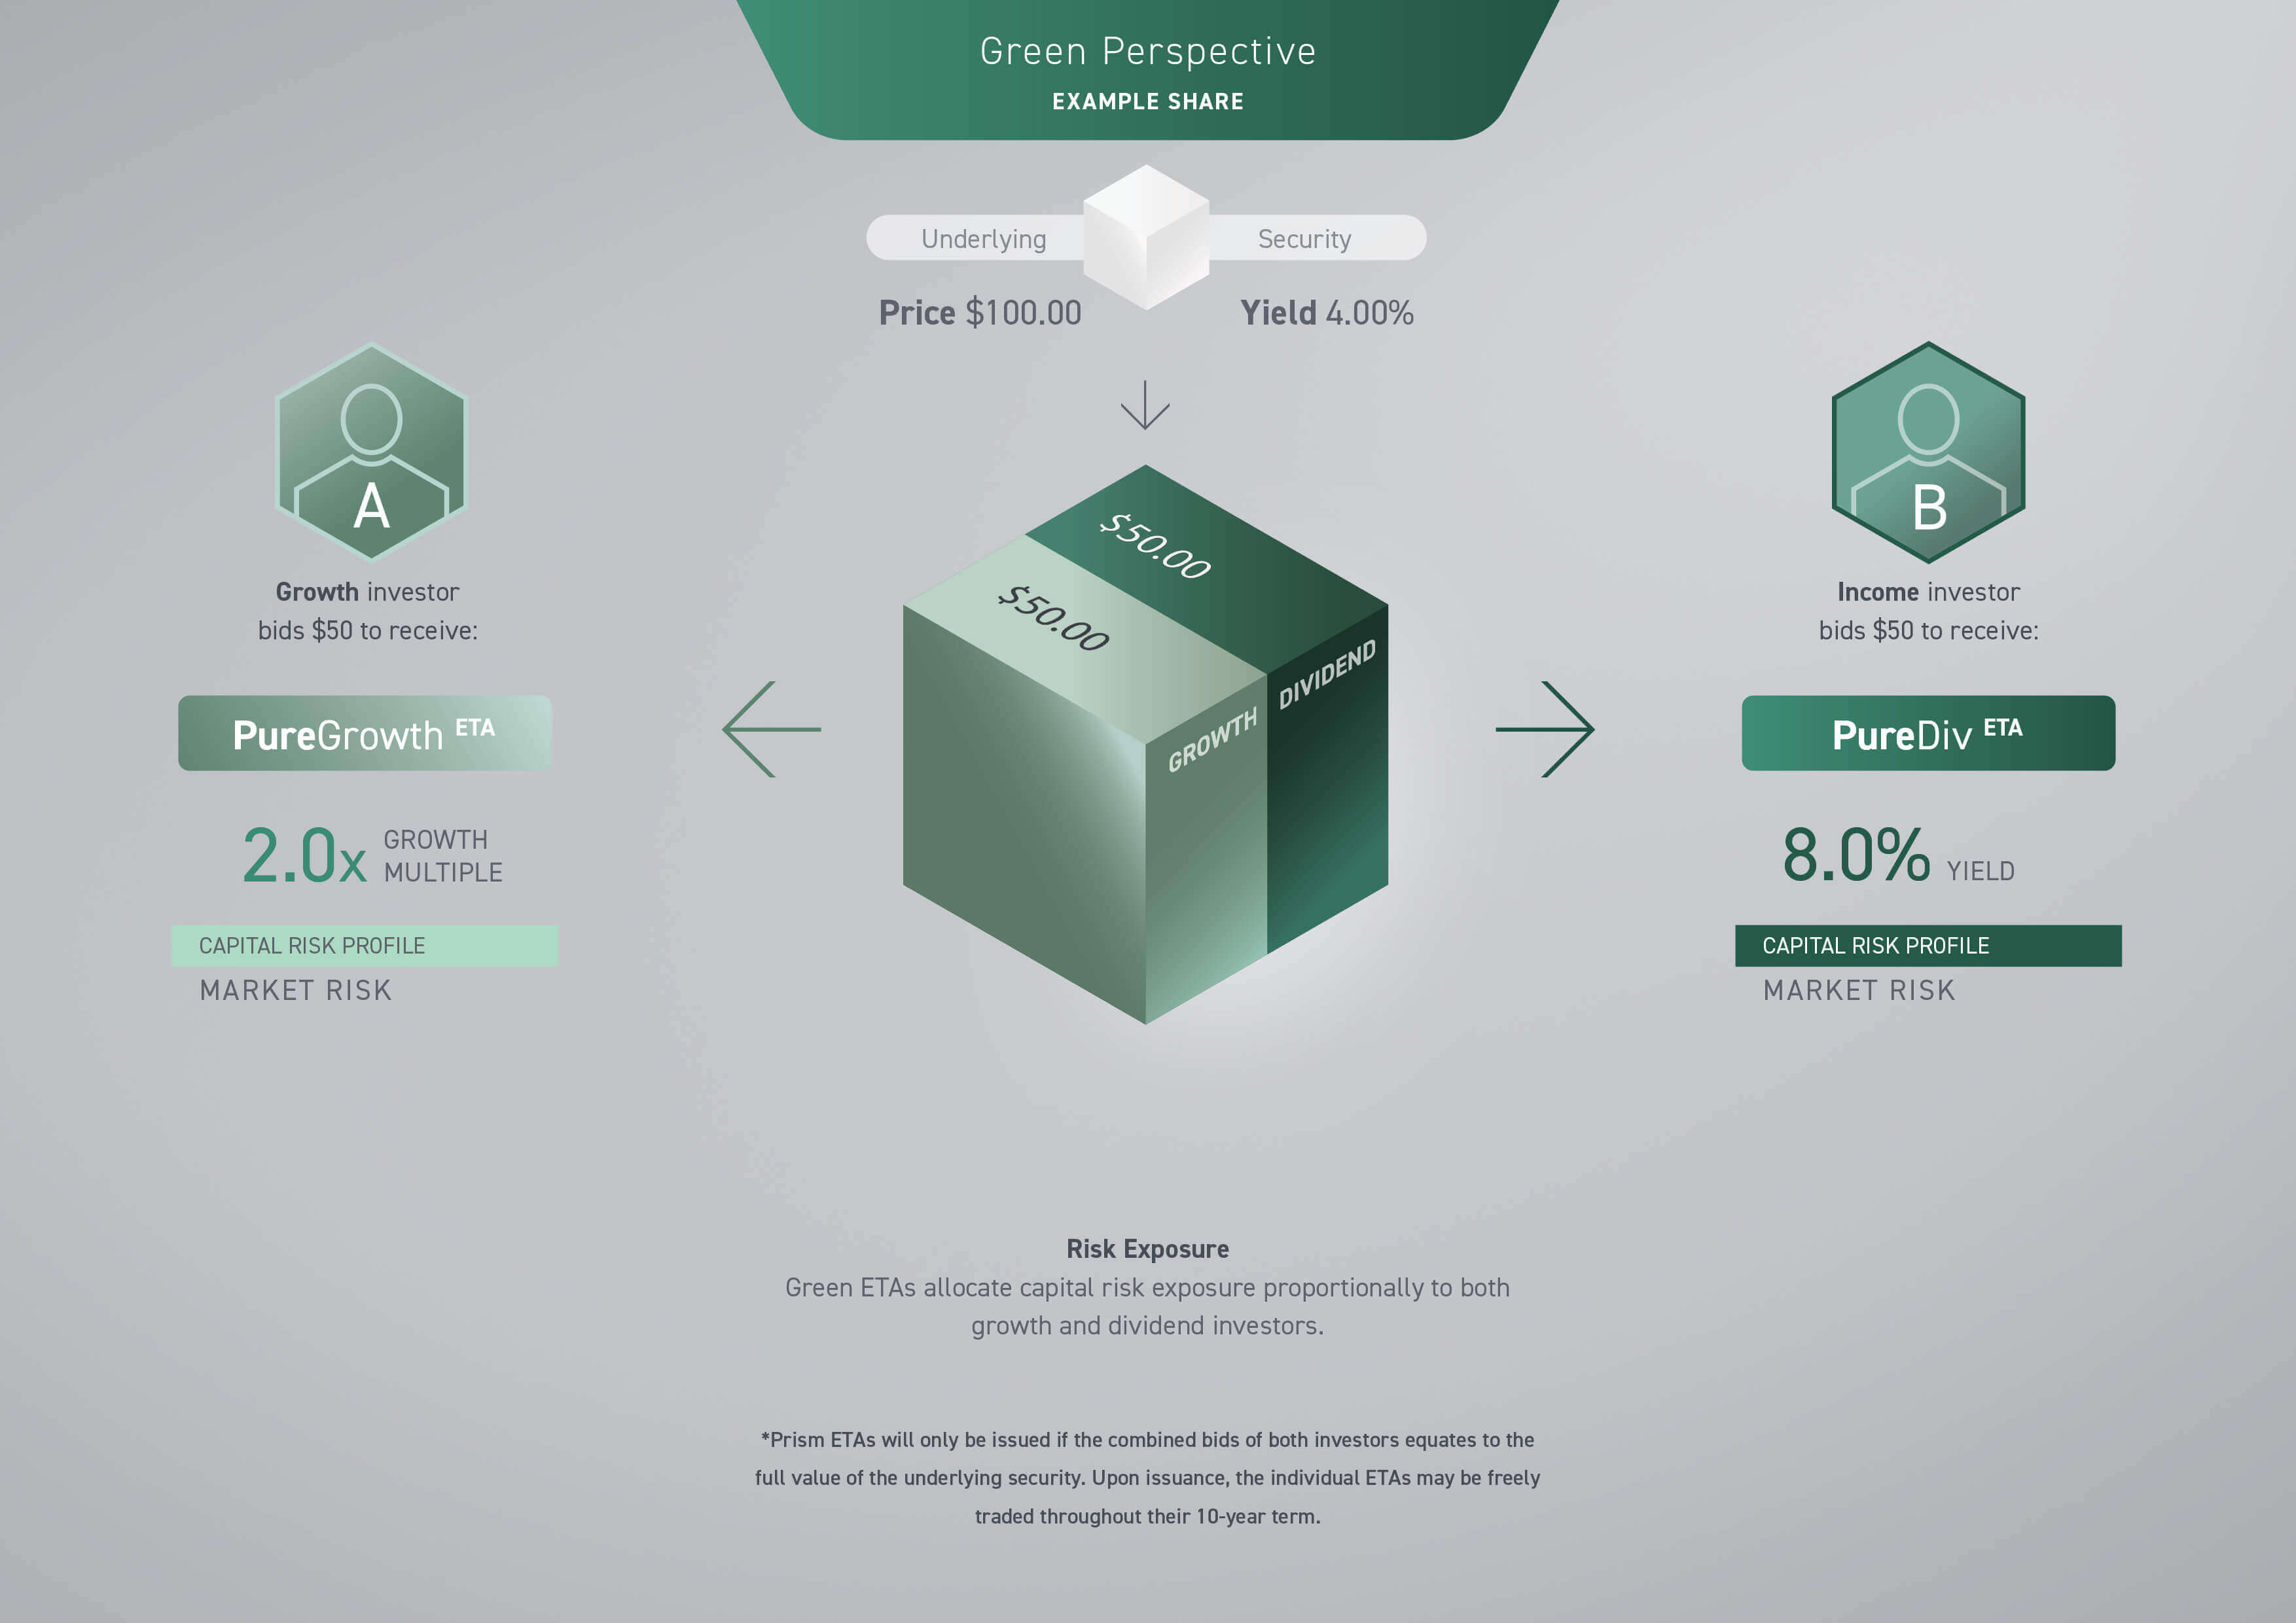 Green Perspective
EXAMPLE SHARE
Underlying
Security
Price $100.00
Yield 4.00%
A
Growth investor
bids $50 to receive:
PureGrowth ETA
2.0x GROWTH
MULTIPLE
CAPITAL RISK PROFILE
MARKET RISK
$50.00
$50.00
GROWTH
DIVIDEND
B
Income investor
bids $50 to receive:
PureDiv ETA
8.0% YIELD
CAPITAL RISK PROFILE
MARKET RISK
Risk Exposure
Green ETAs allocate capital risk exposure proportionally to both
growth and dividend investors.
*Prism ETAs will only be issued if the combined bids of both investors equates to the
full value of the underlying security. Upon issuance, the individual ETAs may be freely
traded throughout their 10-year term.